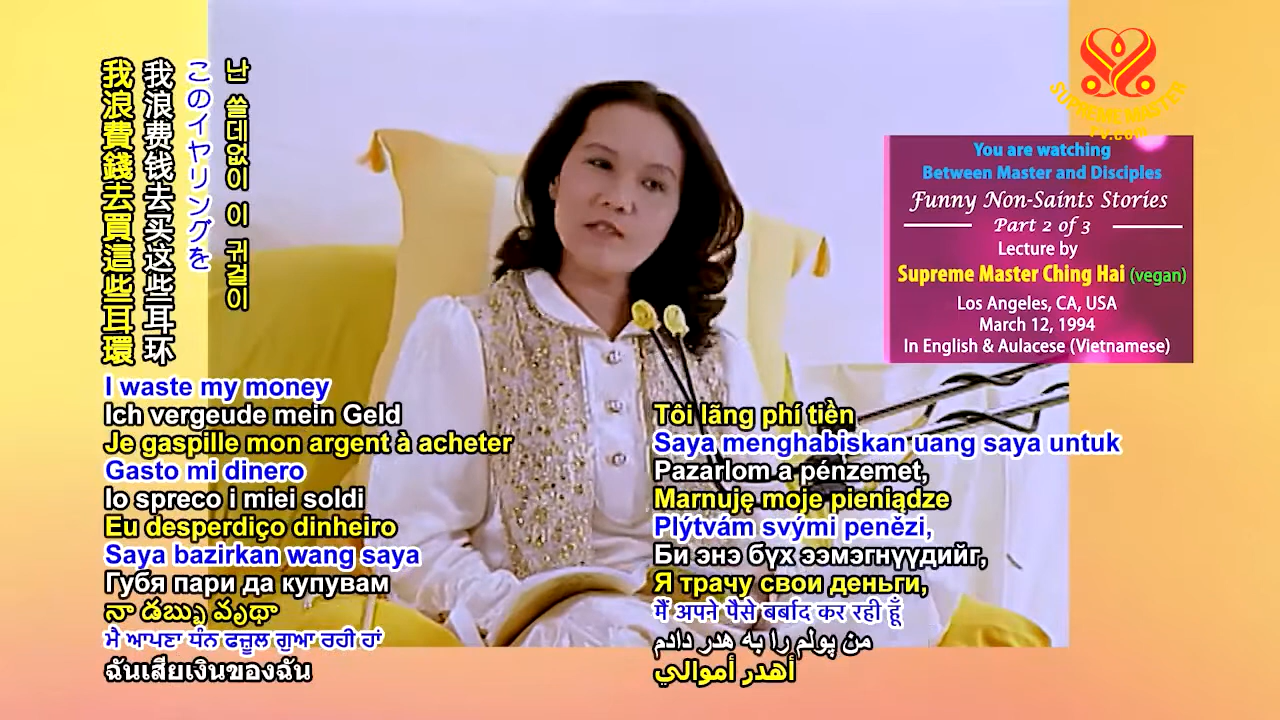 我浪費錢去買這些耳環
我浪费钱去买这些耳环
このイヤリングを
난 쓸데없이 이 귀걸이
SUPREME MASTER
TV.com
You are watching
Between Master and Disciples
Funny Non-Saints Stories
Part 2 of 3
Lecture by
Supreme Master Ching Hai (vegan)
Los Angeles, CA, USA
March 12, 1994
In English & Aulacese (Vietnamese)
I waste my money
Ich vergeude mein Geld
Je gaspille mon argent à acheter
Gasto mi dinero
Io spreco i miei soldi
Eu desperdiço dinheiro
Saya bazirkan wang saya
Губя пари да купувам
నా డబ్బు వృథా
ਮੈਂ ਆਪਣਾ ਧੰਨ ਫਜ਼ੂਲ ਗੁਆ ਰਹੀ ਹਾਂ
ฉันเสียเงินของฉัน
Tôi lãng phí tiền
Saya menghabiskan uang saya untuk
Pazarlom a pénzemet,
Marnuję moje pieniądze
Plýtvám svými penězi,
Би энэ бүх ээмэгнүүдийг,
Я трачу свои деньги,
मैं अपने पैसे बर्बाद कर रही हूँ
من پولم را به هدر دادم
أهدر أموالي